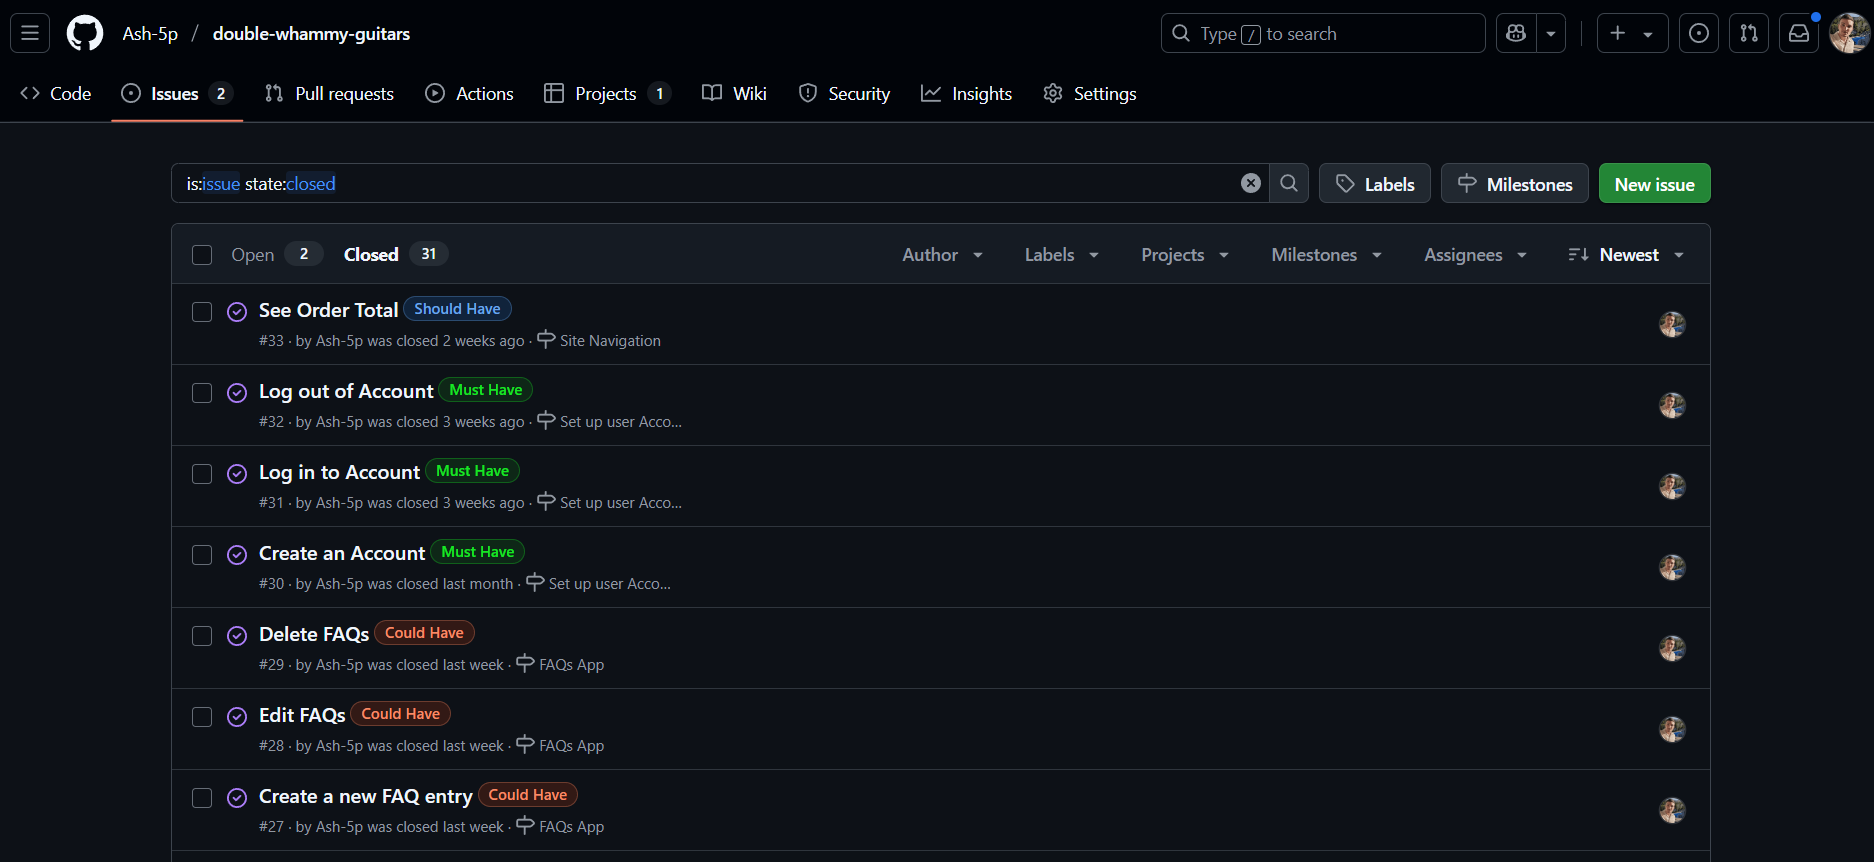 Ash-5p / double-whammy-guitars
Type / to search
Code Issues 2 Pull requests Actions Projects 1 Wiki Security Insights Settings
is:issue state:closed
Labels Milestones New issue
Open 2 Closed 31 Author Labels Projects Milestones Assignees Newest
See Order Total Should Have
#33 · by Ash-5p was closed 2 weeks ago · Site Navigation
Log out of Account Must Have
#32 · by Ash-5p was closed 3 weeks ago · Set up user Acco...
Log in to Account Must Have
#31 · by Ash-5p was closed 3 weeks ago · Set up user Acco...
Create an Account Must Have
#30 · by Ash-5p was closed last month · Set up user Acco...
Delete FAQs Could Have
#29 · by Ash-5p was closed last week · FAQs App
Edit FAQs Could Have
#28 · by Ash-5p was closed last week · FAQs App
Create a new FAQ entry Could Have
#27 · by Ash-5p was closed last week · FAQs App